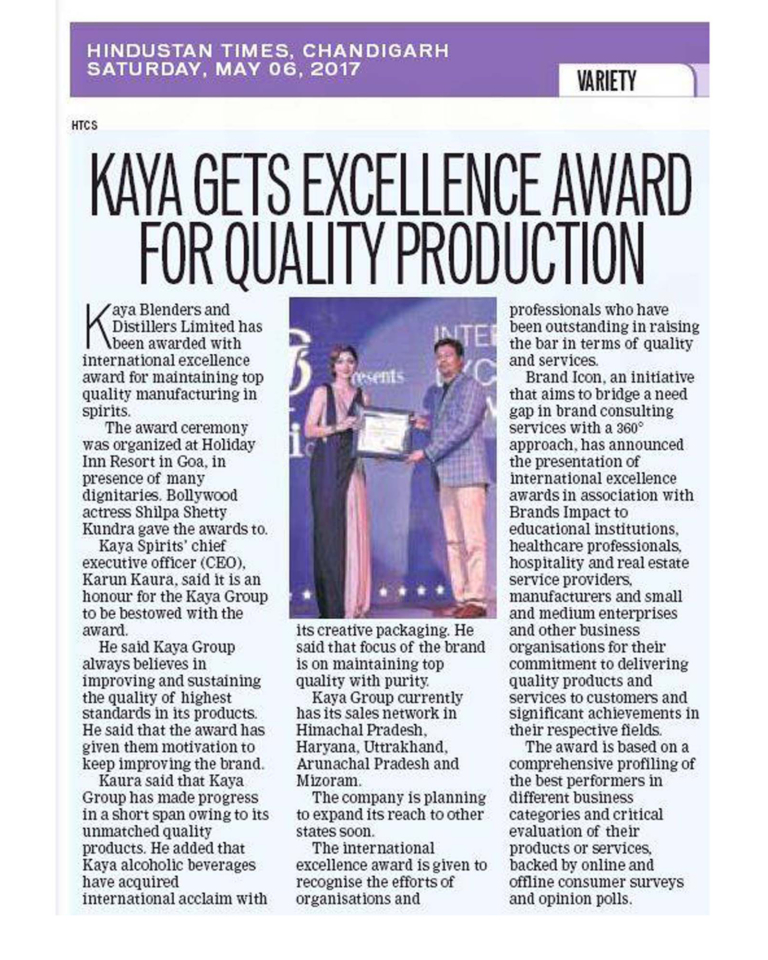 HINDUSTAN TIMES, CHANDIGARH
SATURDAY, MAY 06, 2017
VARIETY
HTCS
KAYA GETS EXCELLENCE AWARD
FOR QUALITY PRODUCTION
Kaya Blenders and
Distillers Limited has
been awarded with
international excellence
award for maintaining top
quality manufacturing in
spirits.
The award ceremony
was organized at Holiday
Inn Resort in Goa, in
presence of many
dignitaries. Bollywood
actress Shilpa Shetty
Kundra gave the awards to.
Kaya Spirits' chief
executive officer (CEO),
Karun Kaura, said it is an
honour for the Kaya Group
to be bestowed with the
award.
He said Kaya Group
always believes in
improving and sustaining
the quality of highest
standards in its products.
He said that the award has
given them motivation to
keep improving the brand.
Kaura said that Kaya
Group has made progress
in a short span owing to its
unmatched quality
products. He added that
Kaya alcoholic beverages
have acquired
international acclaim with
resents
INTE
its creative packaging. He
said that focus of the brand
is on maintaining top
quality with purity.
Kaya Group currently
has its sales network in
Himachal Pradesh,
Haryana, Uttrakhand,
Arunachal Pradesh and
Mizoram.
The company is planning
to expand its reach to other
states soon.
The international
excellence award is given to
recognise the efforts of
organisations and
professionals who have
been outstanding in raising
the bar in terms of quality
and services.
Brand Icon, an initiative
that aims to bridge a need
gap in brand consulting
services with a 360°
approach, has announced
the presentation of
international excellence
awards in association with
Brands Impact to
educational institutions,
healthcare professionals,
hospitality and real estate
service providers,
manufacturers and small
and medium enterprises
and other business
organisations for their
commitment to delivering
quality products and
services to customers and
significant achievements in
their respective fields.
The award is based on a
comprehensive profiling of
the best performers in
different business
categories and critical
evaluation of their
products or services,
backed by online and
offline consumer surveys
and opinion polls.